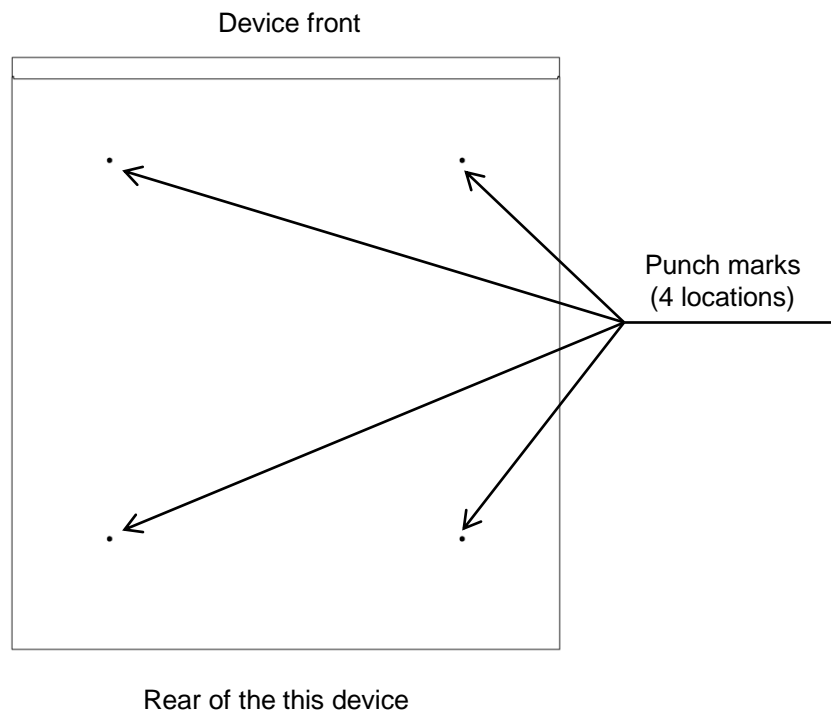 Device front
Punch marks
(4 locations)
Rear of the this device